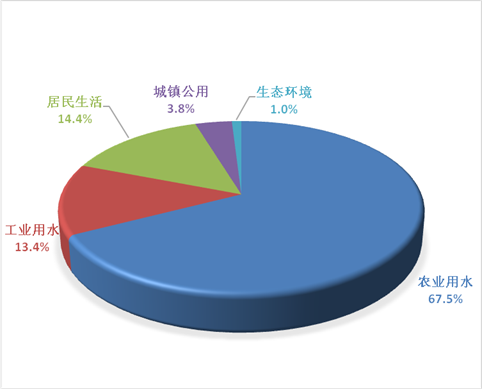 城镇公用
3.8%
生态环境
1.0%
居民生活
14.4%
工业用水
13.4%
农业用水
67.5%